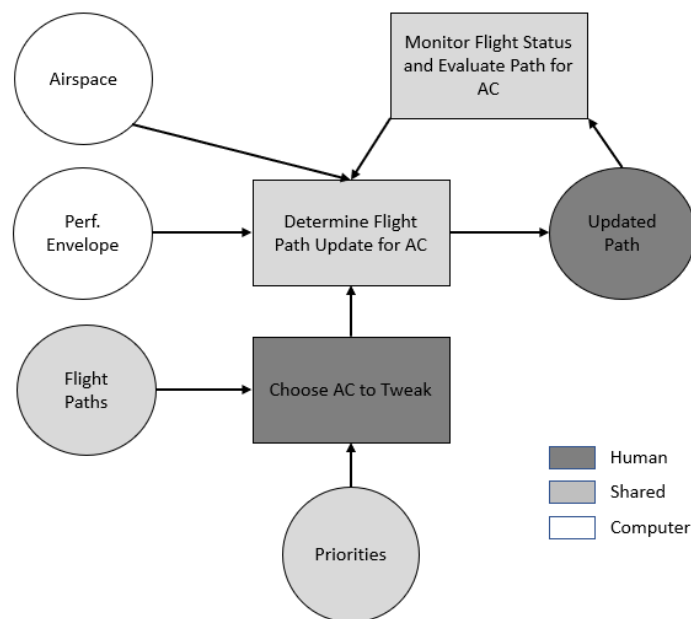 Airspace
Monitor Flight Status
and Evaluate Path for
AC
Perf.
Envelope
Determine Flight
Path Update for AC
Updated
Path
Flight
Paths
Choose AC to Tweak
Priorities
Human
Shared
Computer